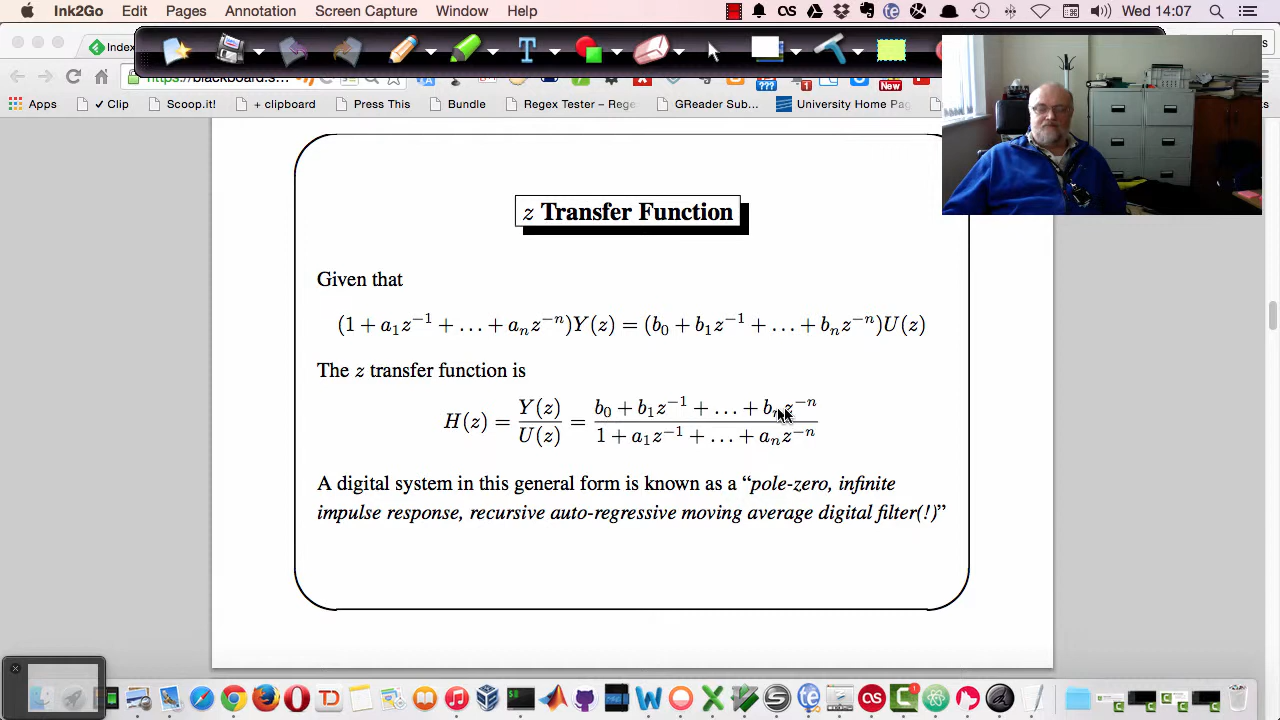 Ink2Go Edit Pages Annotation Screen Capture Window Help Wed 14:07
Index
Apps ✓ Clip Scoop.it! + clipboard Press This Bundle Regex Tester – Rege GReader Sub... ??? New University Home Pag
z Transfer Function
Given that
(1 + a₁z⁻¹ + … + aₙz⁻ⁿ)Y(z) = (b₀ + b₁z⁻¹ + … + bₙz⁻ⁿ)U(z)
The z transfer function is
H(z) = Y(z)/U(z) = (b₀ + b₁z⁻¹ + … + bₙz⁻ⁿ)/(1 + a₁z⁻¹ + … + aₙz⁻ⁿ)
A digital system in this general form is known as a “pole-zero, infinite
impulse response, recursive auto-regressive moving average digital filter(!)”